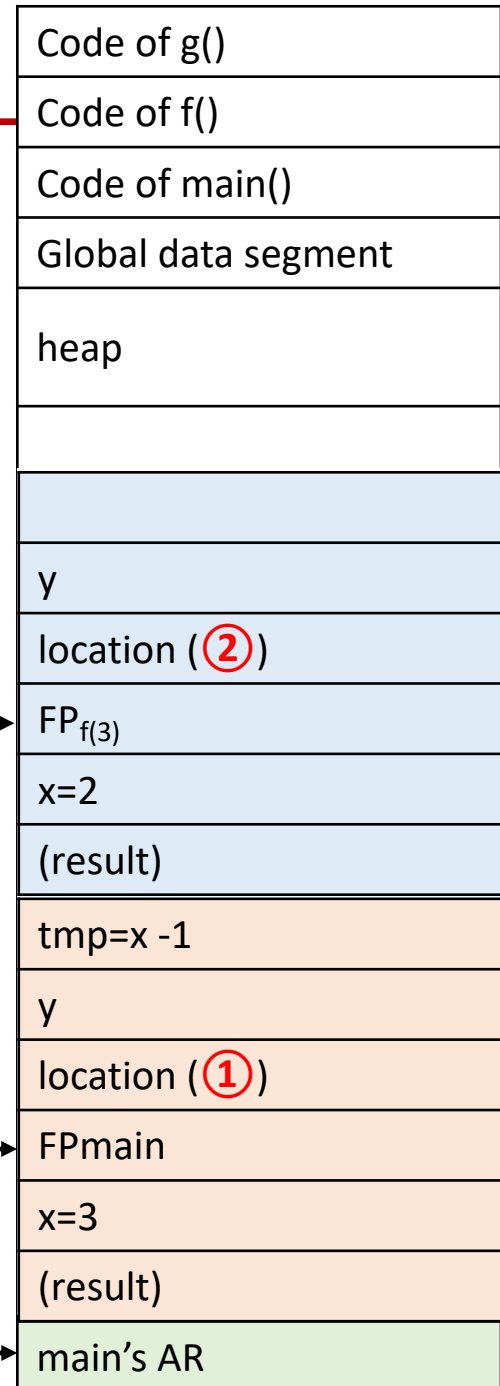 Code of g()
Code of f()
Code of main()
Global data segment
heap
y
location (②)
FP_f(3)
x=2
(result)
tmp=x -1
y
location (①)
FPmain
x=3
(result)
main’s AR